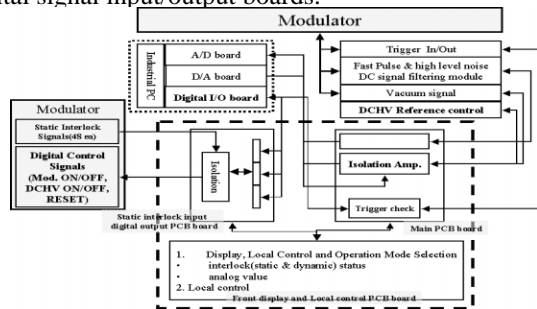 ital signal input/output boards.
Modulator
Industrial PC
A/D board
D/A board
Digital I/O board
Trigger In/Out
Fast Pulse & high level noise
DC signal filtering module
Vacuum signal
DCHV Reference control
Modulator
Static Interlock
Signals(48 ea)
Digital Control
Signals
(Mod. ON/OFF,
DCHV ON/OFF,
RESET)
Isolation
Isolation Amp.
Trigger check
Static interlock input
digital output PCB board
Main PCB board
1. Display, Local Control and Operation Mode Selection
• interlock(static & dynamic) status
• analog value
2. Local control
Front display and Local control PCB board